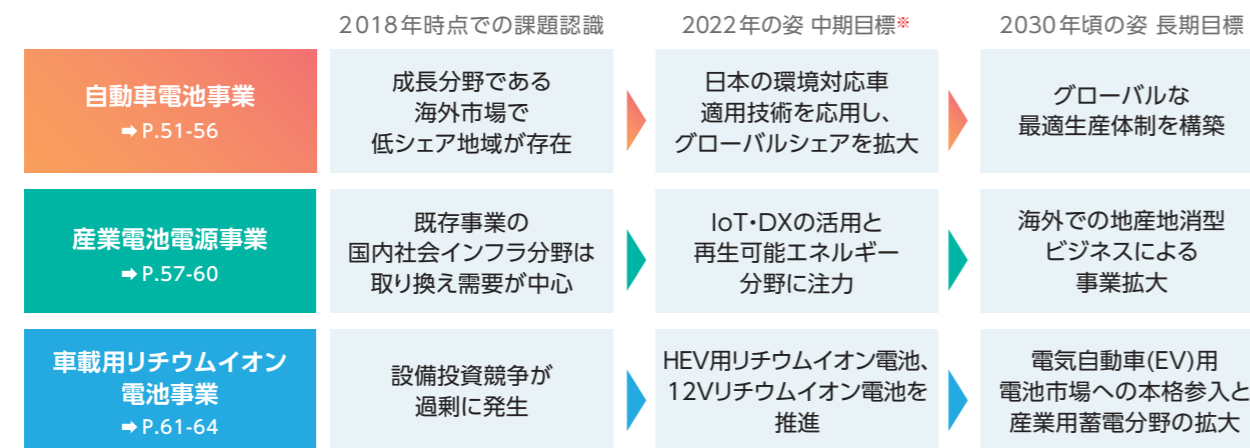 2018年時点での課題認識
2022年の姿 中期目標※
2030年頃の姿 長期目標
自動車電池事業
➡ P.51-56
成長分野である
海外市場で
低シェア地域が存在
日本の環境対応車
適用技術を応用し、
グローバルシェアを拡大
グローバルな
最適生産体制を構築
産業電池電源事業
➡ P.57-60
既存事業の
国内社会インフラ分野は
取り換え需要が中心
IoT・DXの活用と
再生可能エネルギー
分野に注力
海外での地産地消型
ビジネスによる
事業拡大
車載用リチウムイオン
電池事業
➡ P.61-64
設備投資競争が
過剰に発生
HEV用リチウムイオン電池、
12Vリチウムイオン電池を
推進
電気自動車(EV)用
電池市場への本格参入と
産業用蓄電分野の拡大